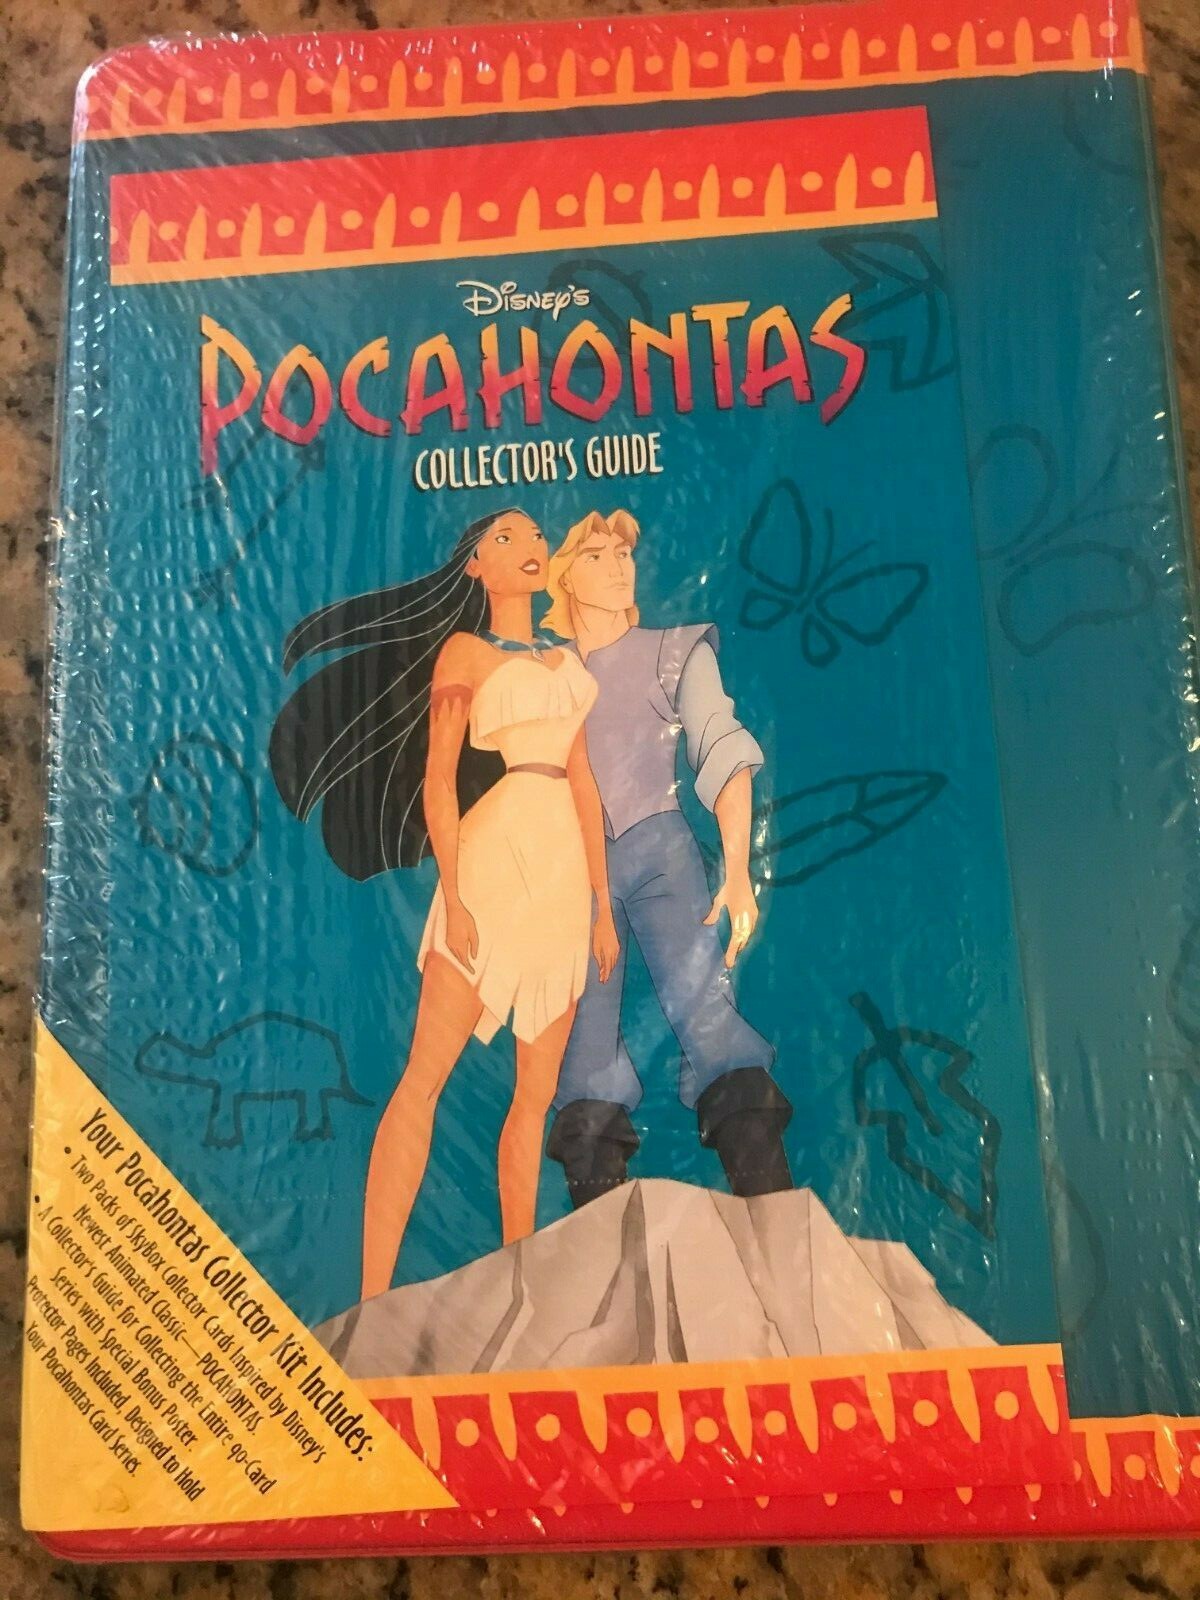 Disney's
POCAHONTAS
COLLECTOR'S GUIDE
Your Pocahontas Collector Kit Includes:
• Two Packs of SkyBox Collector Cards Inspired by Disney's
Newest Animated Classic—POCAHONTAS.
• A Collector's Guide for Collecting the Entire 90-Card
Series with Special Bonus Poster.
Protector Pages Included, Designed to Hold
Your Pocahontas Card Series.